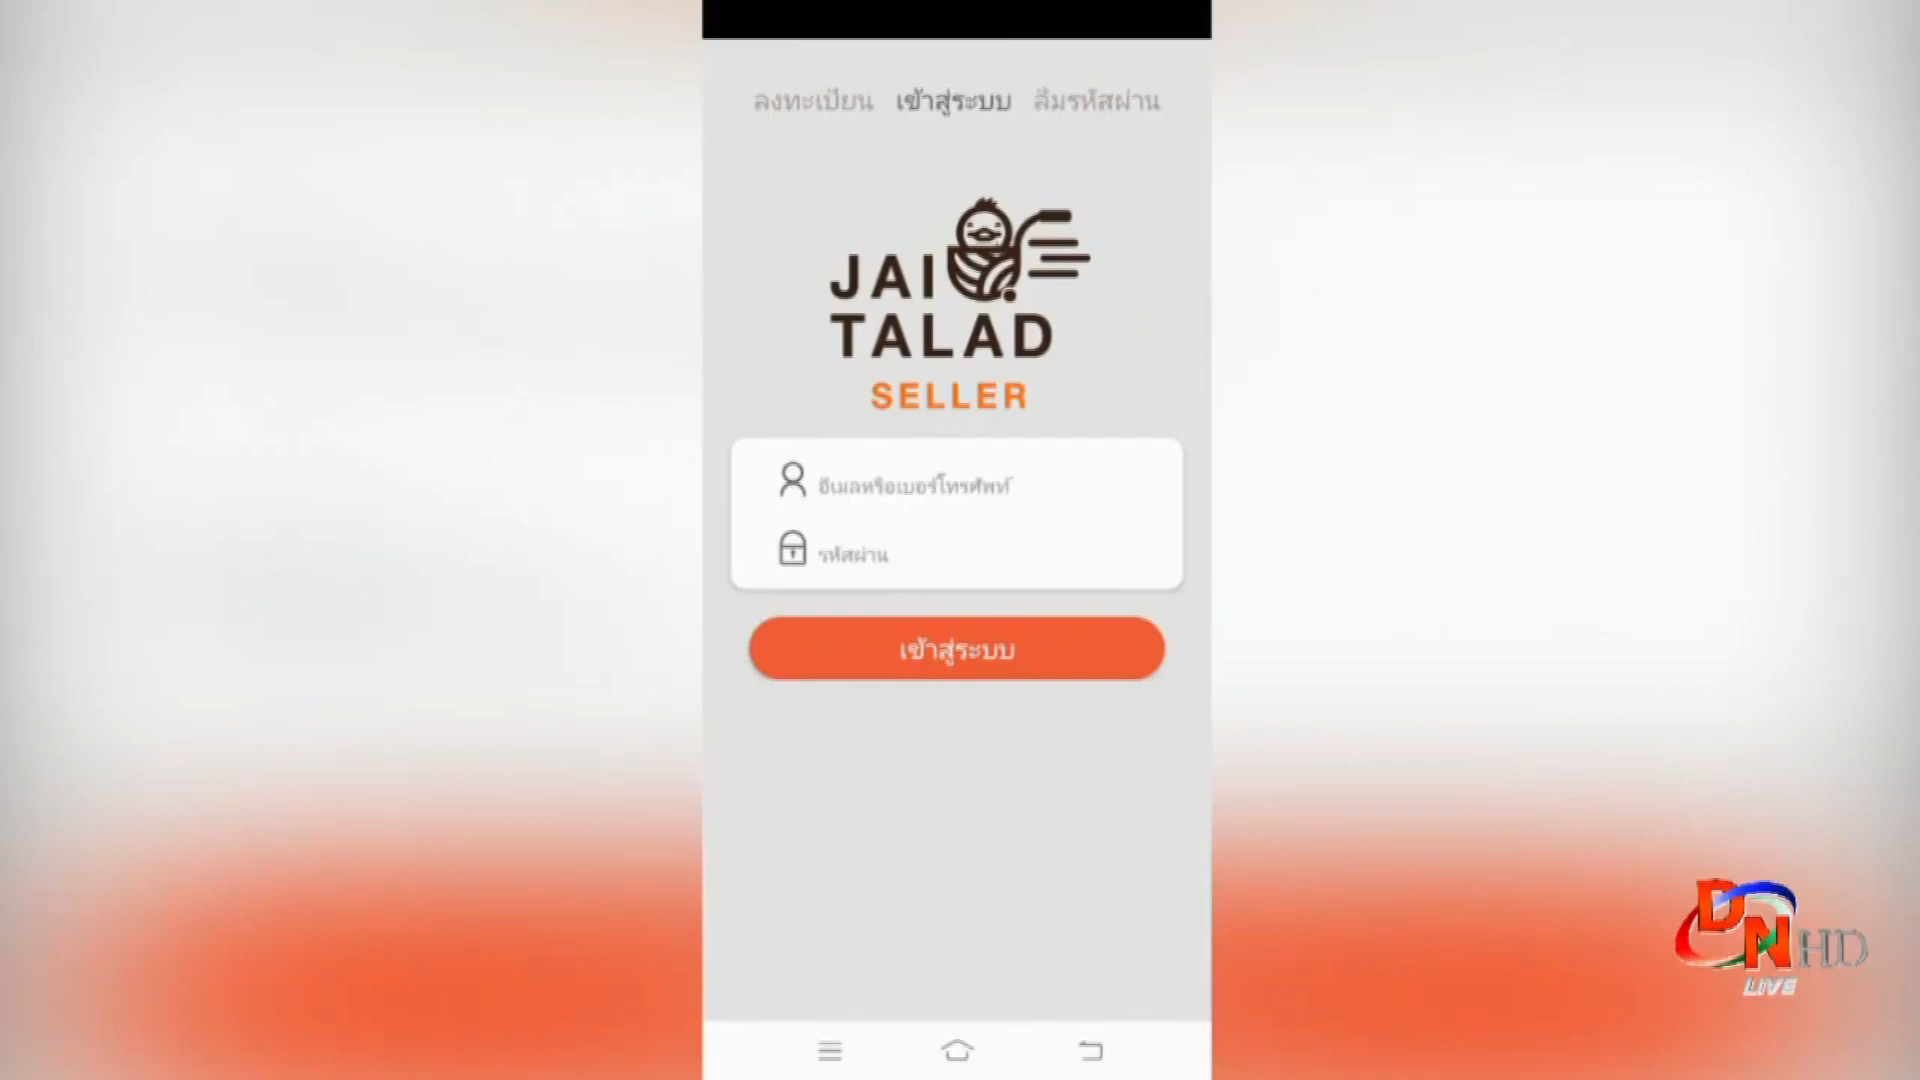 ลงทะเบียน เข้าสู่ระบบ ลืมรหัสผ่าน
JAI
TALAD
SELLER
อีเมลหรือเบอร์โทรศัพท์
รหัสผ่าน
เข้าสู่ระบบ
DN HD
LIVE